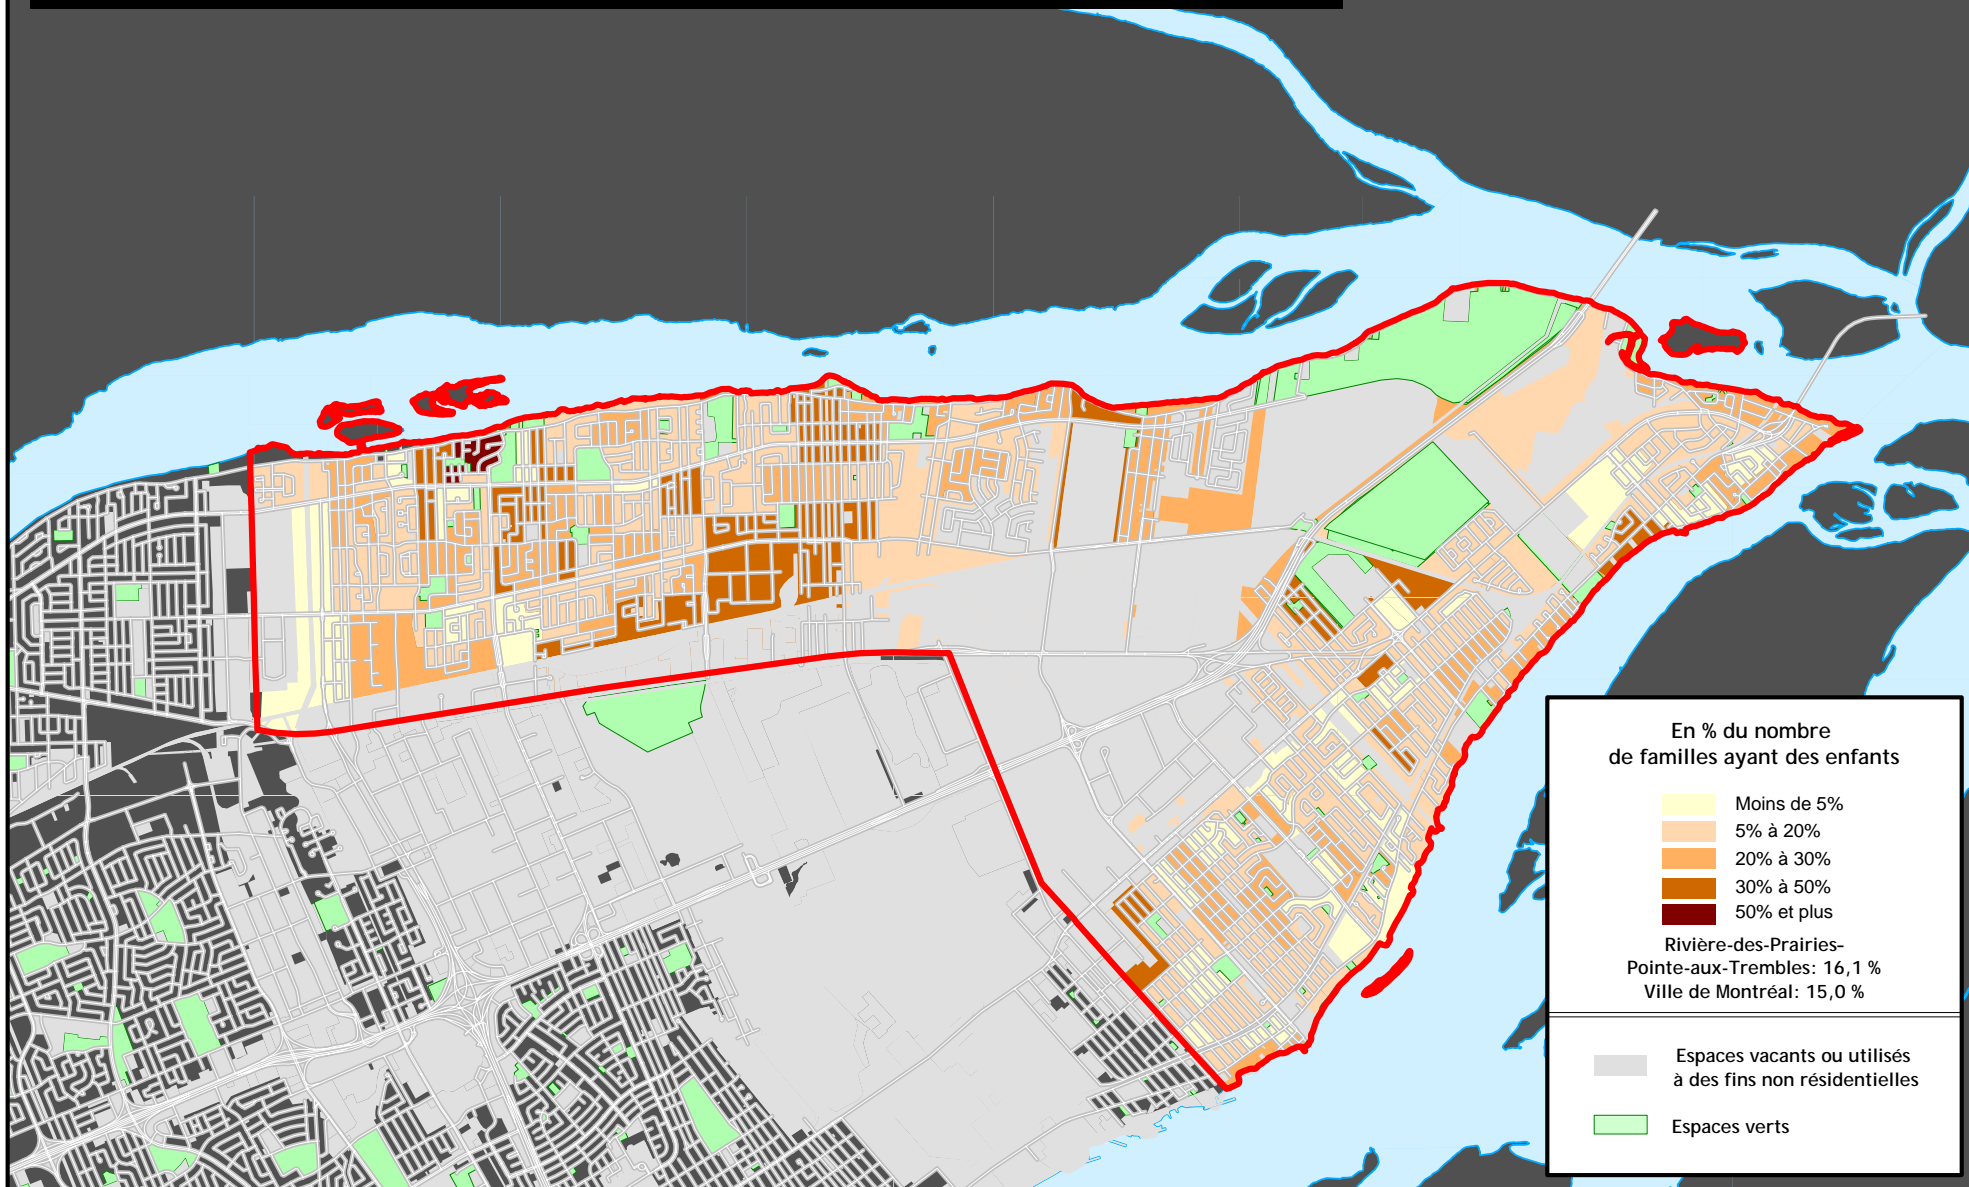 En % du nombre
de familles ayant des enfants
Moins de 5%
5% à 20%
20% à 30%
30% à 50%
50% et plus
Rivière-des-Prairies-
Pointe-aux-Trembles: 16,1 %
Ville de Montréal: 15,0 %
Espaces vacants ou utilisés
à des fins non résidentielles
Espaces verts